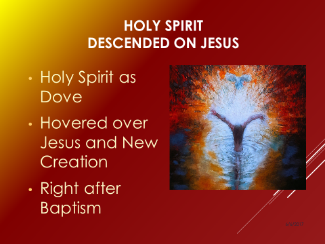 HOLY SPIRIT
DESCENDED ON JESUS
• Holy Spirit as
Dove
• Hovered over
Jesus and New
Creation
• Right after
Baptism